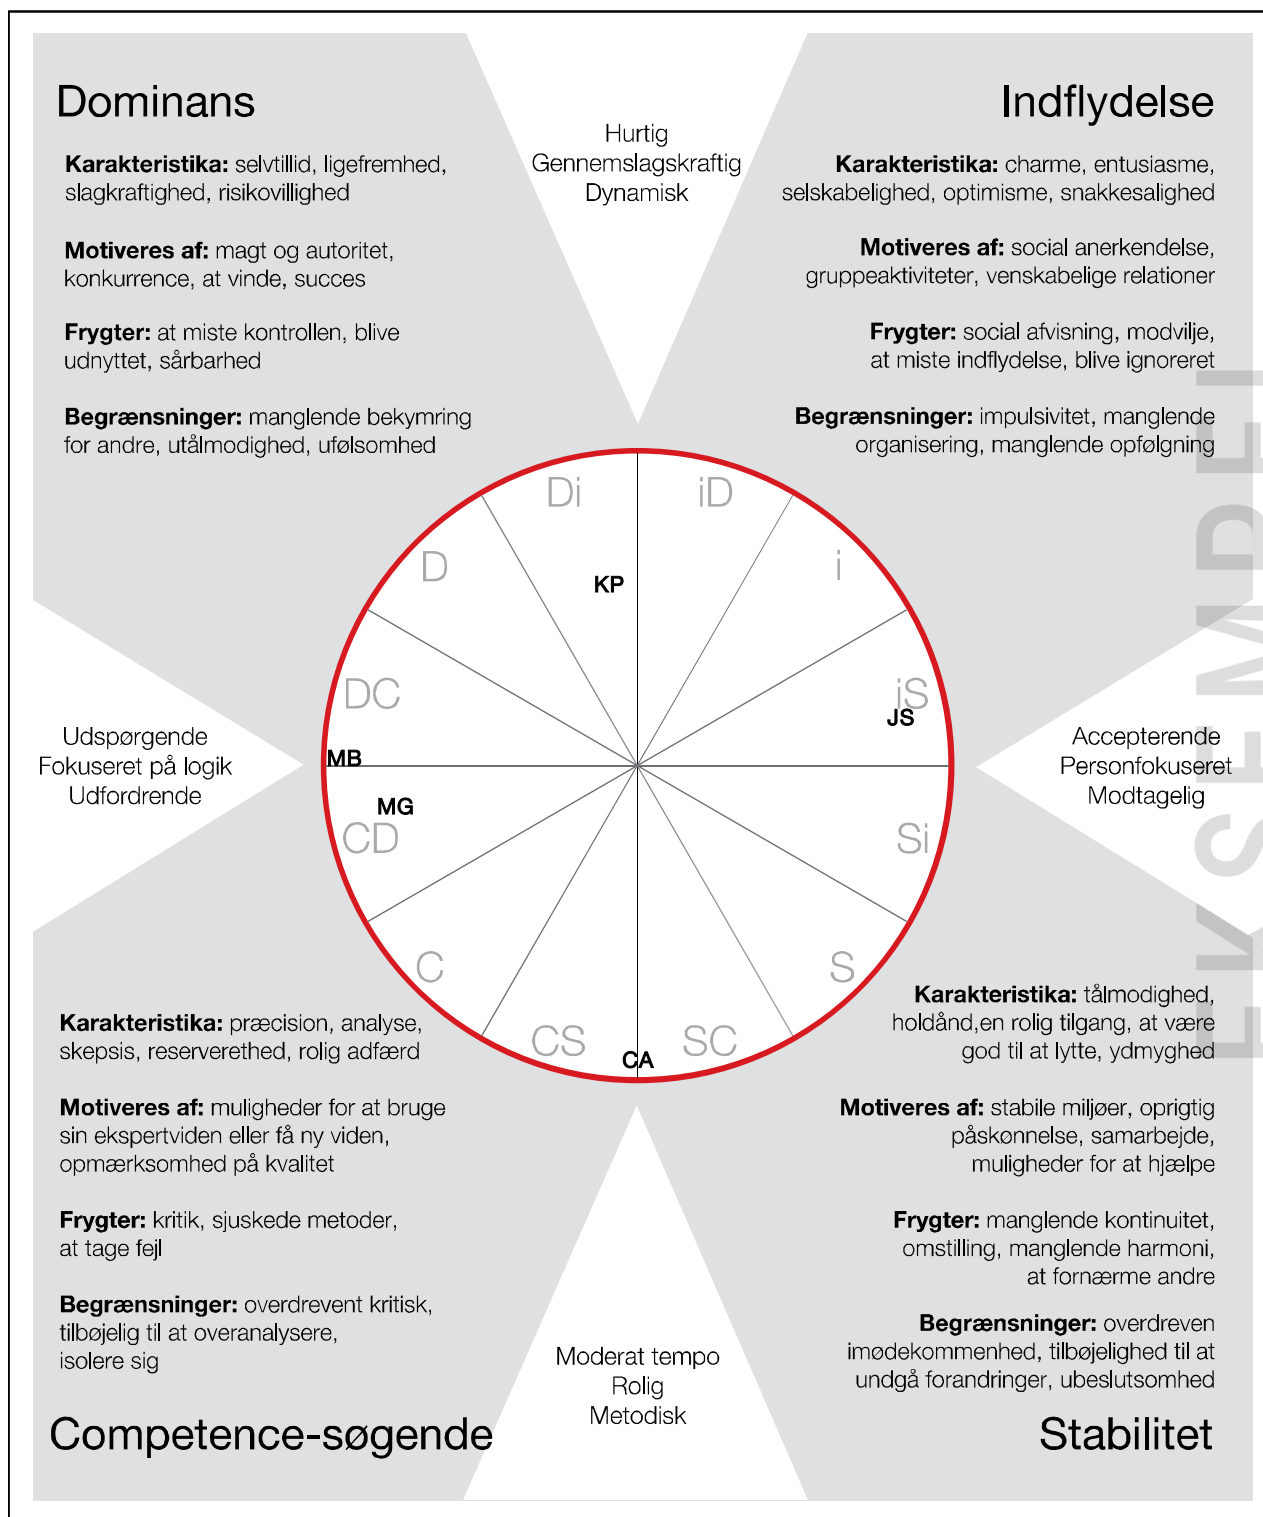 Dominans
Karakteristika: selvtillid, ligefremhed,
slagkraftighed, risikovillighed
Motiveres af: magt og autoritet,
konkurrence, at vinde, succes
Frygter: at miste kontrollen, blive
udnyttet, sårbarhed
Begrænsninger: manglende bekymring
for andre, utålmodighed, ufølsomhed
Hurtig
Gennemslagskraftig
Dynamisk
Indflydelse
Karakteristika: charme, entusiasme,
selskabelighed, optimisme, snakkesalighed
Motiveres af: social anerkendelse,
gruppeaktiviteter, venskabelige relationer
Frygter: social afvisning, modvilje,
at miste indflydelse, blive ignoreret
Begrænsninger: impulsivitet, manglende
organisering, manglende opfølgning
Di
iD
D
i
KP
DC
iS
JS
MB
MG
CD
Si
C
S
CS
SC
CA
Udspørgende
Fokuseret på logik
Udfordrende
Accepterende
Personfokuseret
Modtagelig
EKSEMPEL
Karakteristika: præcision, analyse,
skepsis, reserverethed, rolig adfærd
Motiveres af: muligheder for at bruge
sin ekspertviden eller få ny viden,
opmærksomhed på kvalitet
Frygter: kritik, sjuskede metoder,
at tage fejl
Begrænsninger: overdrevent kritisk,
tilbøjelig til at overanalysere,
isolere sig
Competence-søgende
Moderat tempo
Rolig
Metodisk
Karakteristika: tålmodighed,
holdånd,en rolig tilgang, at være
god til at lytte, ydmyghed
Motiveres af: stabile miljøer, oprigtig
påskønnelse, samarbejde,
muligheder for at hjælpe
Frygter: manglende kontinuitet,
omstilling, manglende harmoni,
at fornærme andre
Begrænsninger: overdreven
imødekommenhed, tilbøjelighed til at
undgå forandringer, ubeslutsomhed
Stabilitet